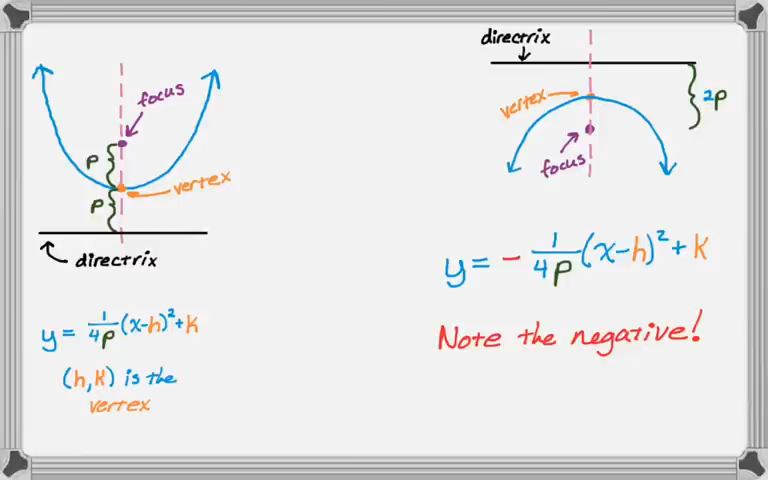 focus
P
P
vertex
directrix
y = 1/4P (x-h)² + k
(h,k) is the
vertex
directrix
vertex
2P
focus
y = - 1/4P (x-h)² + k
Note the negative!